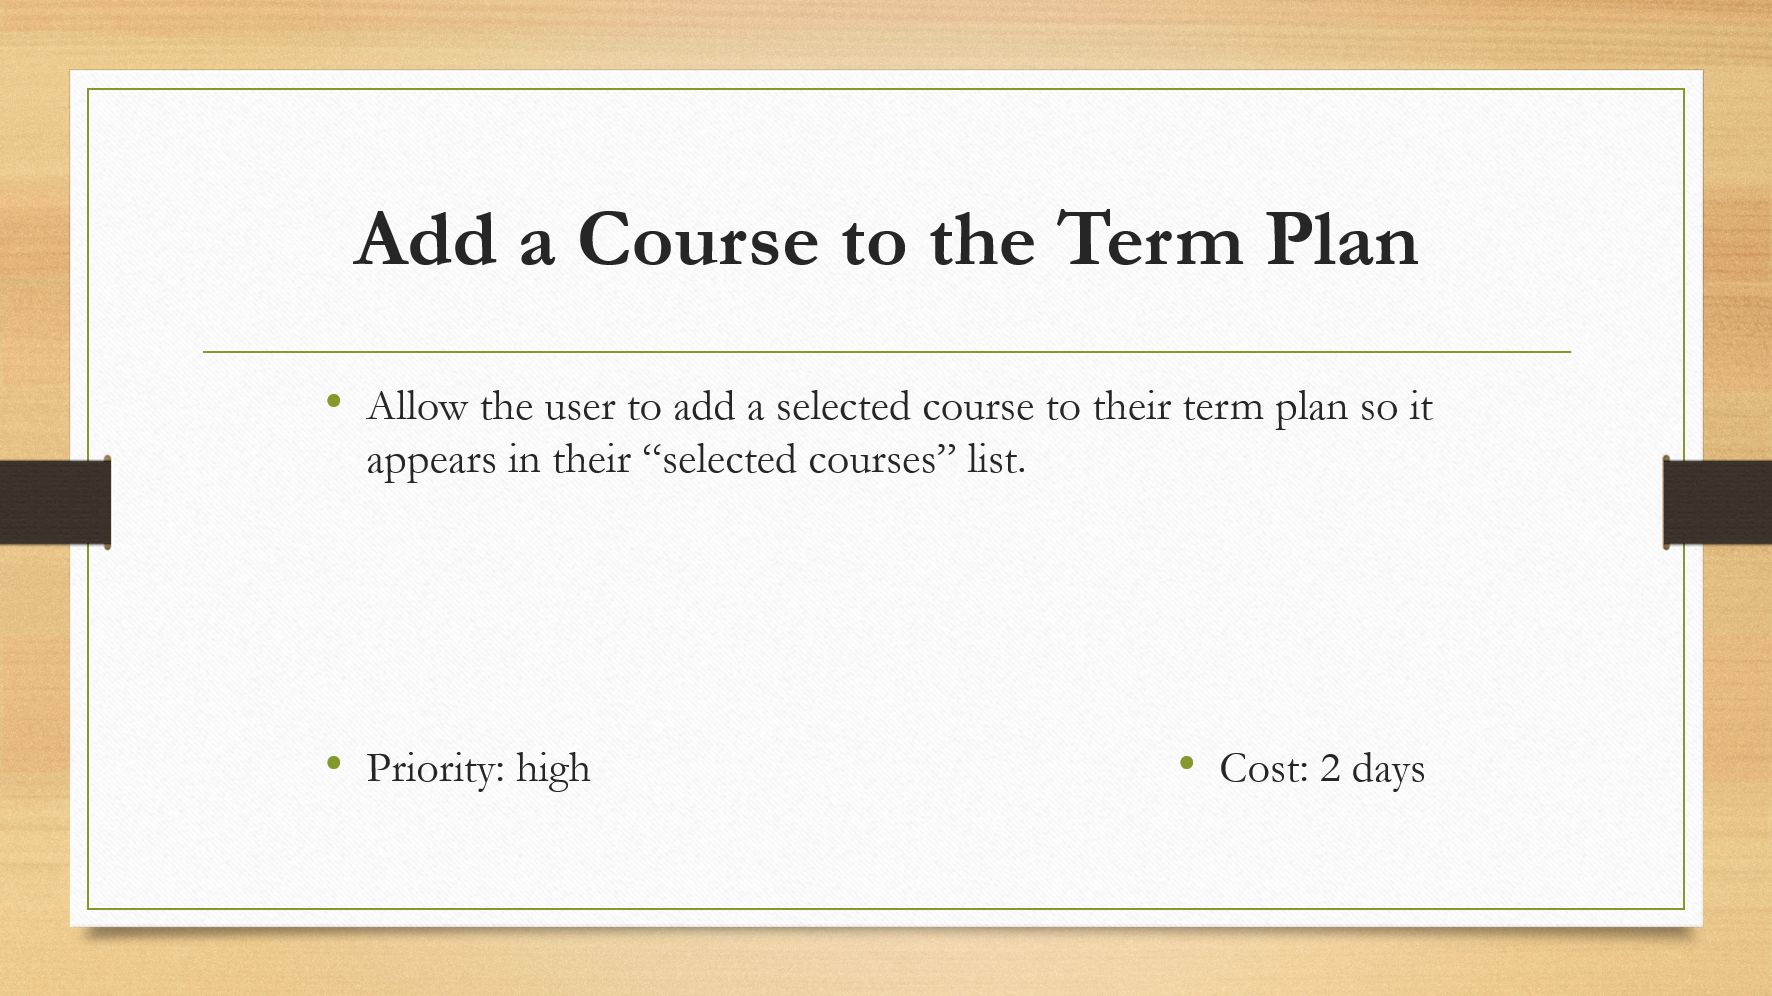 Add a Course to the Term Plan
• Allow the user to add a selected course to their term plan so it
appears in their “selected courses” list.
• Priority: high
• Cost: 2 days